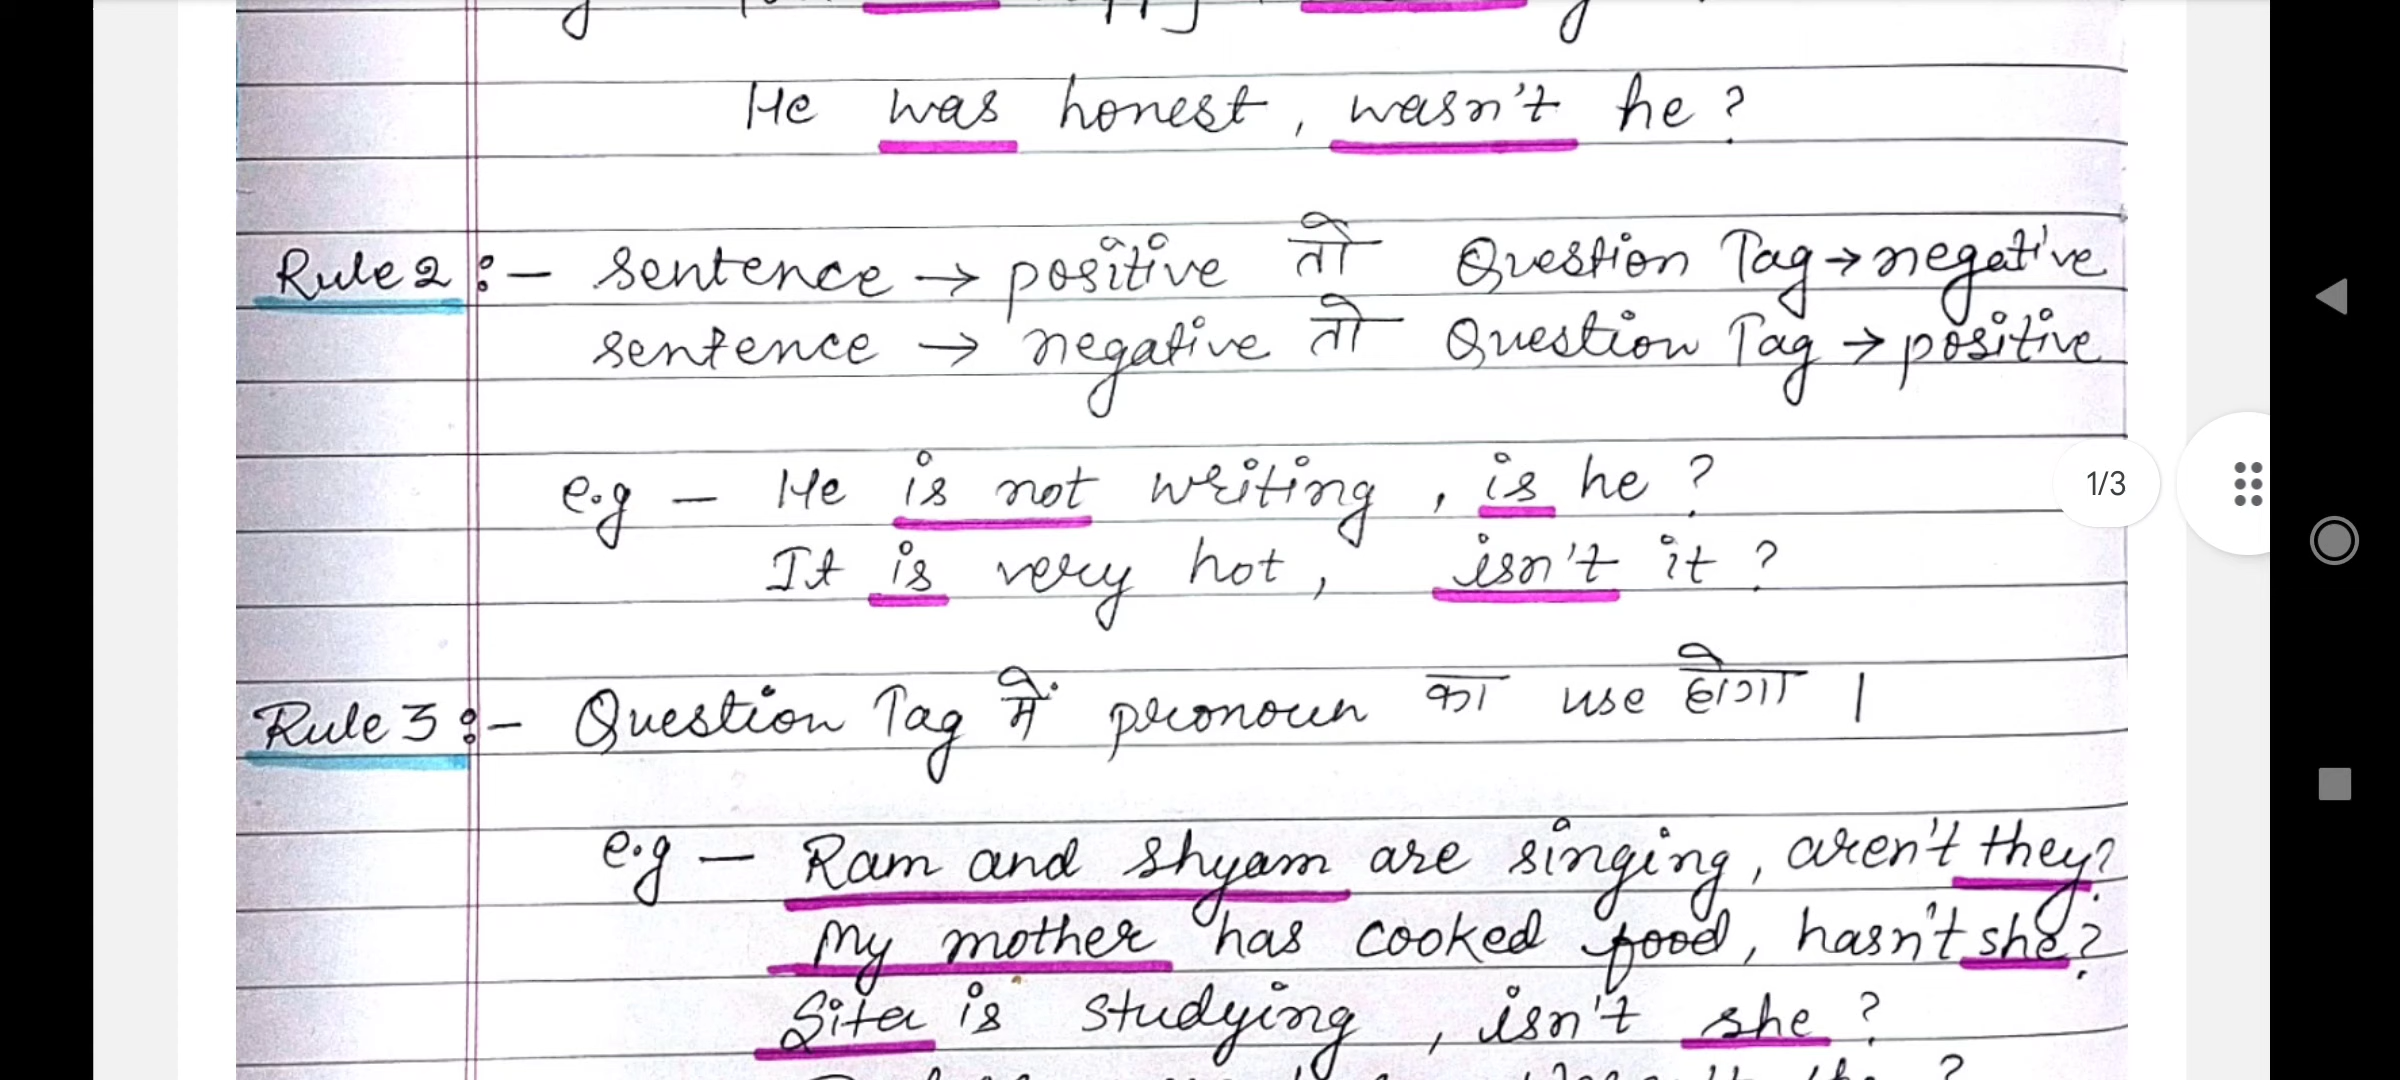 He was honest, wasn't he?
Rule 2 :- sentence → positive तो Question Tag → negative
sentence → negative तो Question Tag → positive
e.g - He is not writing, is he?
It is very hot, isn't it?
1/3
Rule 3 :- Question Tag में pronoun का use होगा ।
e.g - Ram and shyam are singing, aren't they?
My mother has cooked food, hasn't she?
Sita is studying, isn't she?